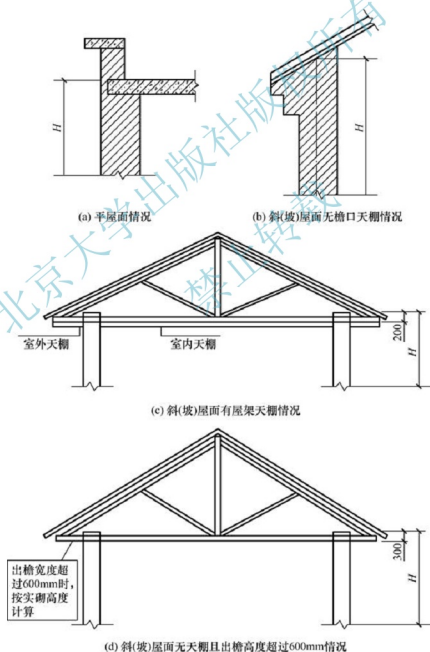 H
H
(a) 平屋面情况
(b) 斜(坡)屋面无檐口天棚情况
室外天棚
室内天棚
200
H
(c) 斜(坡)屋面有屋架天棚情况
出檐宽度超
过600mm时,
按实砌高度
计算
300
H
(d) 斜(坡)屋面无天棚且出檐高度超过600mm情况
北京大学出版社版权所有
禁止转载